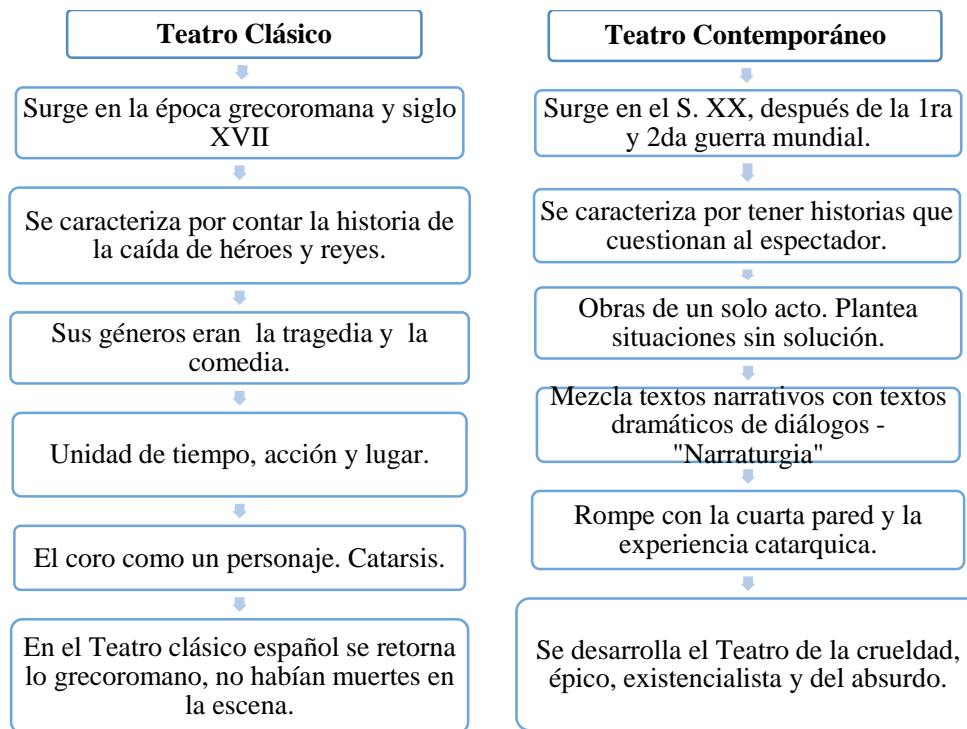 Teatro Clásico
Surge en la época grecoromana y siglo
XVII
Se caracteriza por contar la historia de
la caída de héroes y reyes.
Sus géneros eran  la tragedia y  la
comedia.
Unidad de tiempo, acción y lugar.
El coro como un personaje. Catarsis.
En el Teatro clásico español se retorna
lo grecoromano, no habían muertes en
la escena.
Teatro Contemporáneo
Surge en el S. XX, después de la 1ra
y 2da guerra mundial.
Se caracteriza por tener historias que
cuestionan al espectador.
Obras de un solo acto. Plantea
situaciones sin solución.
Mezcla textos narrativos con textos
dramáticos de diálogos -
"Narraturgia"
Rompe con la cuarta pared y la
experiencia catarquica.
Se desarrolla el Teatro de la crueldad,
épico, existencialista y del absurdo.